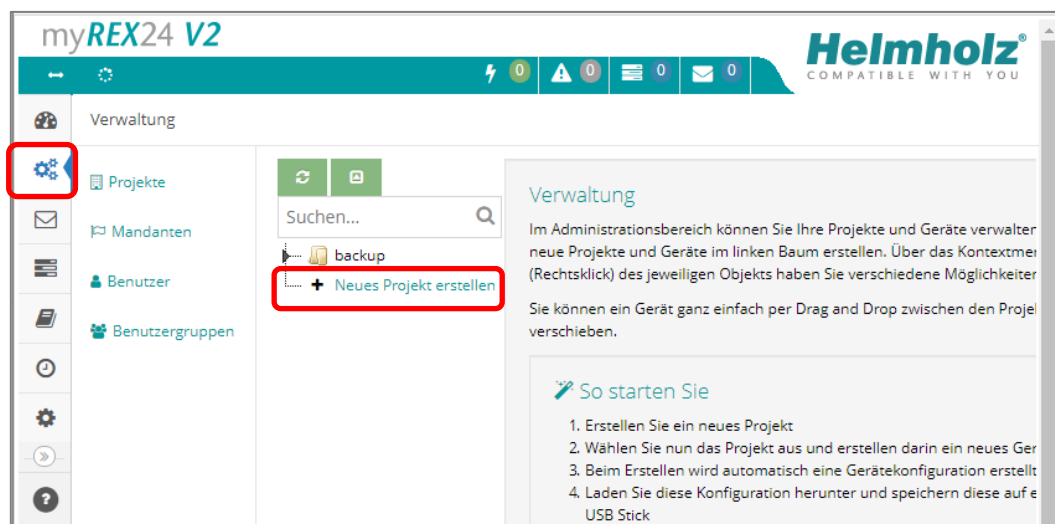 myREX24 V2
Helmholz®
COMPATIBLE WITH YOU
0 0 0 0
Verwaltung
Projekte
Mandanten
Benutzer
Benutzergruppen
Suchen...
backup
Neues Projekt erstellen
Verwaltung
Im Administrationsbereich können Sie Ihre Projekte und Geräte verwalten
neue Projekte und Geräte im linken Baum erstellen. Über das Kontextme
(Rechtsklick) des jeweiligen Objekts haben Sie verschiedene Möglichkeiten
Sie können ein Gerät ganz einfach per Drag and Drop zwischen den Proje
verschieben.
So starten Sie
1. Erstellen Sie ein neues Projekt
2. Wählen Sie nun das Projekt aus und erstellen darin ein neues Ger
3. Beim Erstellen wird automatisch eine Gerätekonfiguration erstellt
4. Laden Sie diese Konfiguration herunter und speichern diese auf e
USB Stick